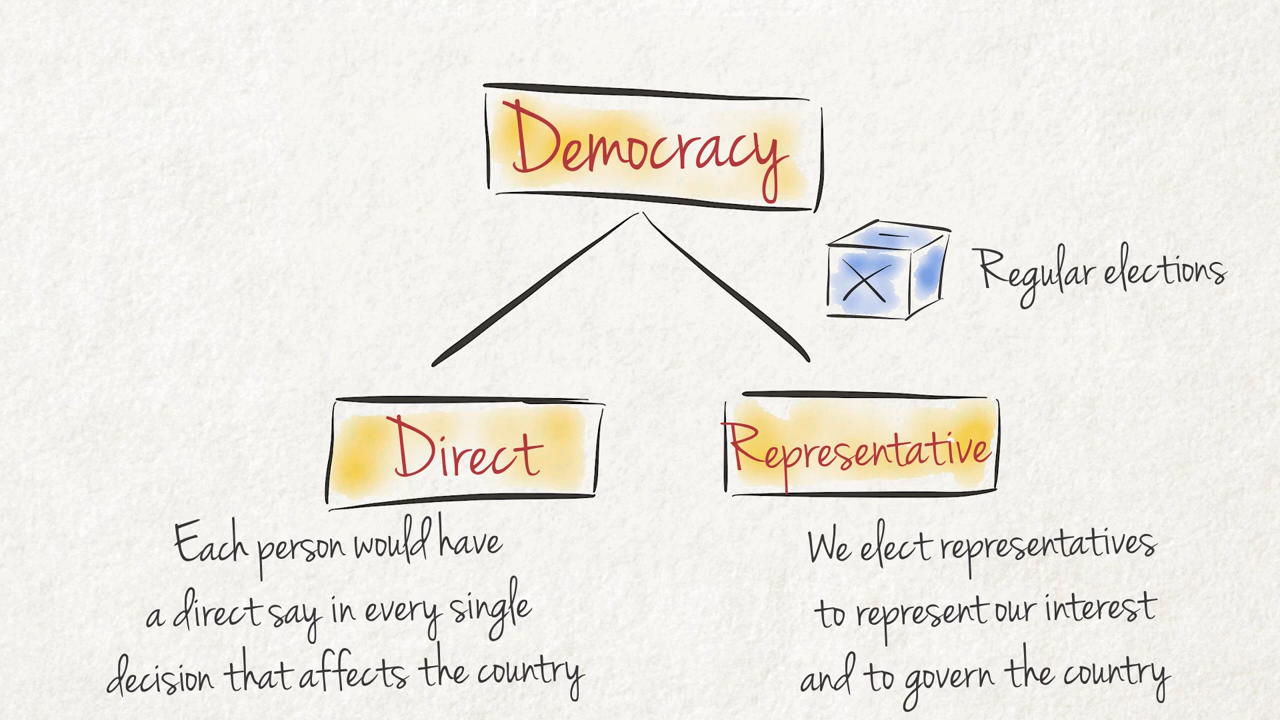 Democracy
Regular elections
Direct
Representative
Each person would have
a direct say in every single
decision that affects the country
We elect representatives
to represent our interest
and to govern the country